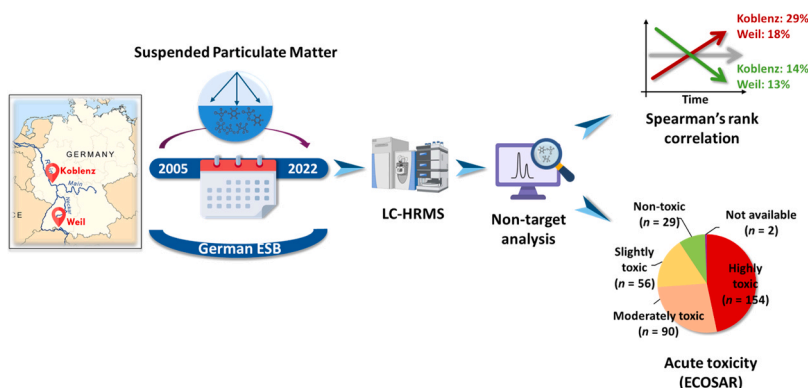 Suspended Particulate Matter
GERMANY
Koblenz
Main
Weil
CE
2005
2022
German ESB
LC-HRMS
Non-target
analysis
Koblenz: 29%
Weil: 18%
Koblenz: 14%
Weil: 13%
Time
Spearman's rank
correlation
Non-toxic
(n = 29)
Not available
(n = 2)
Slightly
toxic
(n = 56)
Highly
toxic
(n = 154)
Moderately toxic
(n = 90)
Acute toxicity
(ECOSAR)